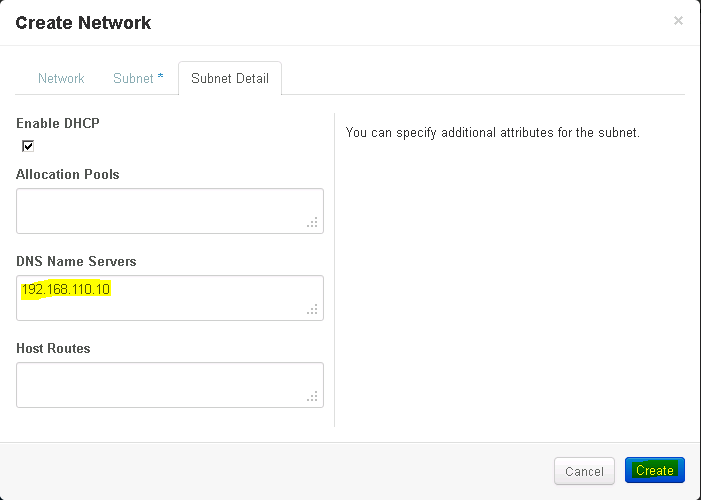 Create Network
×
Network Subnet * Subnet Detail
Enable DHCP
You can specify additional attributes for the subnet.
Allocation Pools
DNS Name Servers
192.168.110.10
Host Routes
Cancel Create